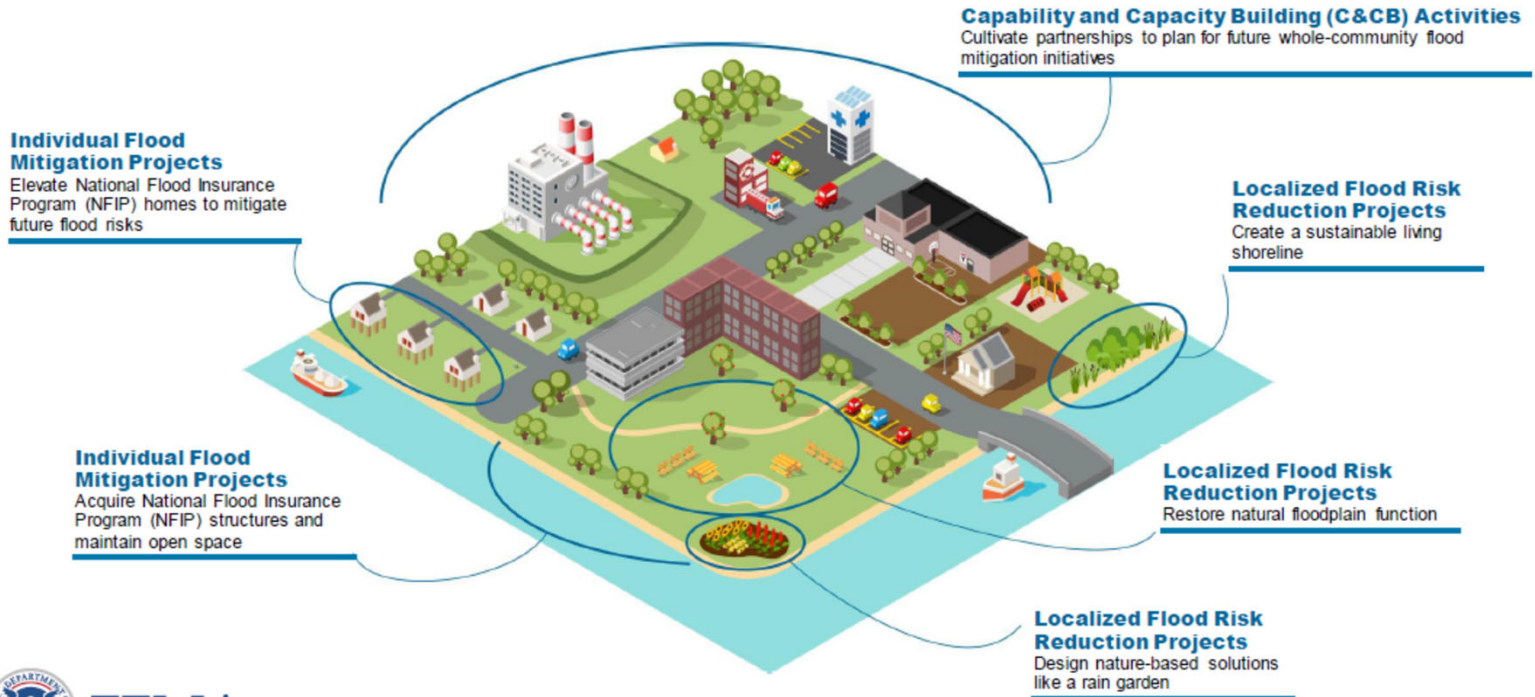 Capability and Capacity Building (C&CB) Activities
Cultivate partnerships to plan for future whole-community flood
mitigation initiatives
Individual Flood
Mitigation Projects
Elevate National Flood Insurance
Program (NFIP) homes to mitigate
future flood risks
Localized Flood Risk
Reduction Projects
Create a sustainable living
shoreline
Individual Flood
Mitigation Projects
Acquire National Flood Insurance
Program (NFIP) structures and
maintain open space
Localized Flood Risk
Reduction Projects
Restore natural floodplain function
Localized Flood Risk
Reduction Projects
Design nature-based solutions
like a rain garden
DEPARTMENT